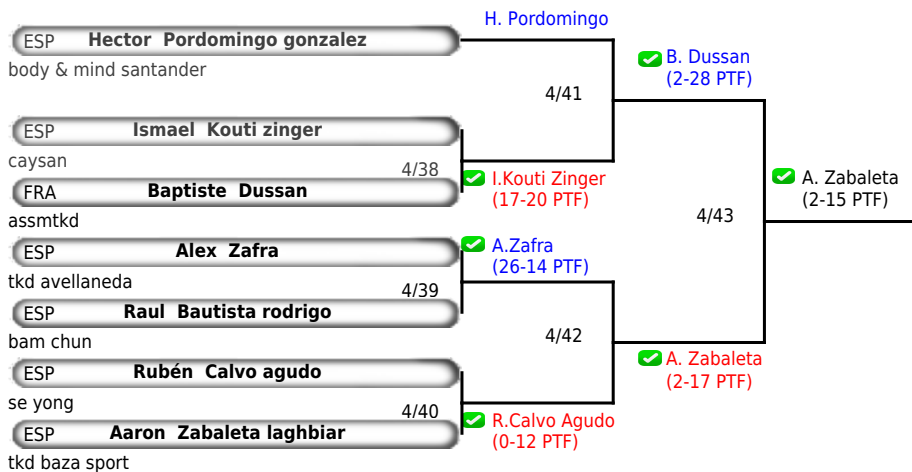 H. Pordomingo
ESP Hector Pordomingo gonzalez
body & mind santander
B. Dussan
(2-28 PTF)
4/41
ESP Ismael Kouti zinger
caysan
4/38
I.Kouti Zinger
(17-20 PTF)
FRA Baptiste Dussan
assmtkd
A. Zabaleta
(2-15 PTF)
4/43
ESP Alex Zafra
tkd avellaneda
A.Zafra
(26-14 PTF)
4/39
ESP Raul Bautista rodrigo
bam chun
4/42
ESP Rubén Calvo agudo
se yong
A. Zabaleta
(2-17 PTF)
4/40
R.Calvo Agudo
(0-12 PTF)
ESP Aaron Zabaleta laghbiar
tkd baza sport